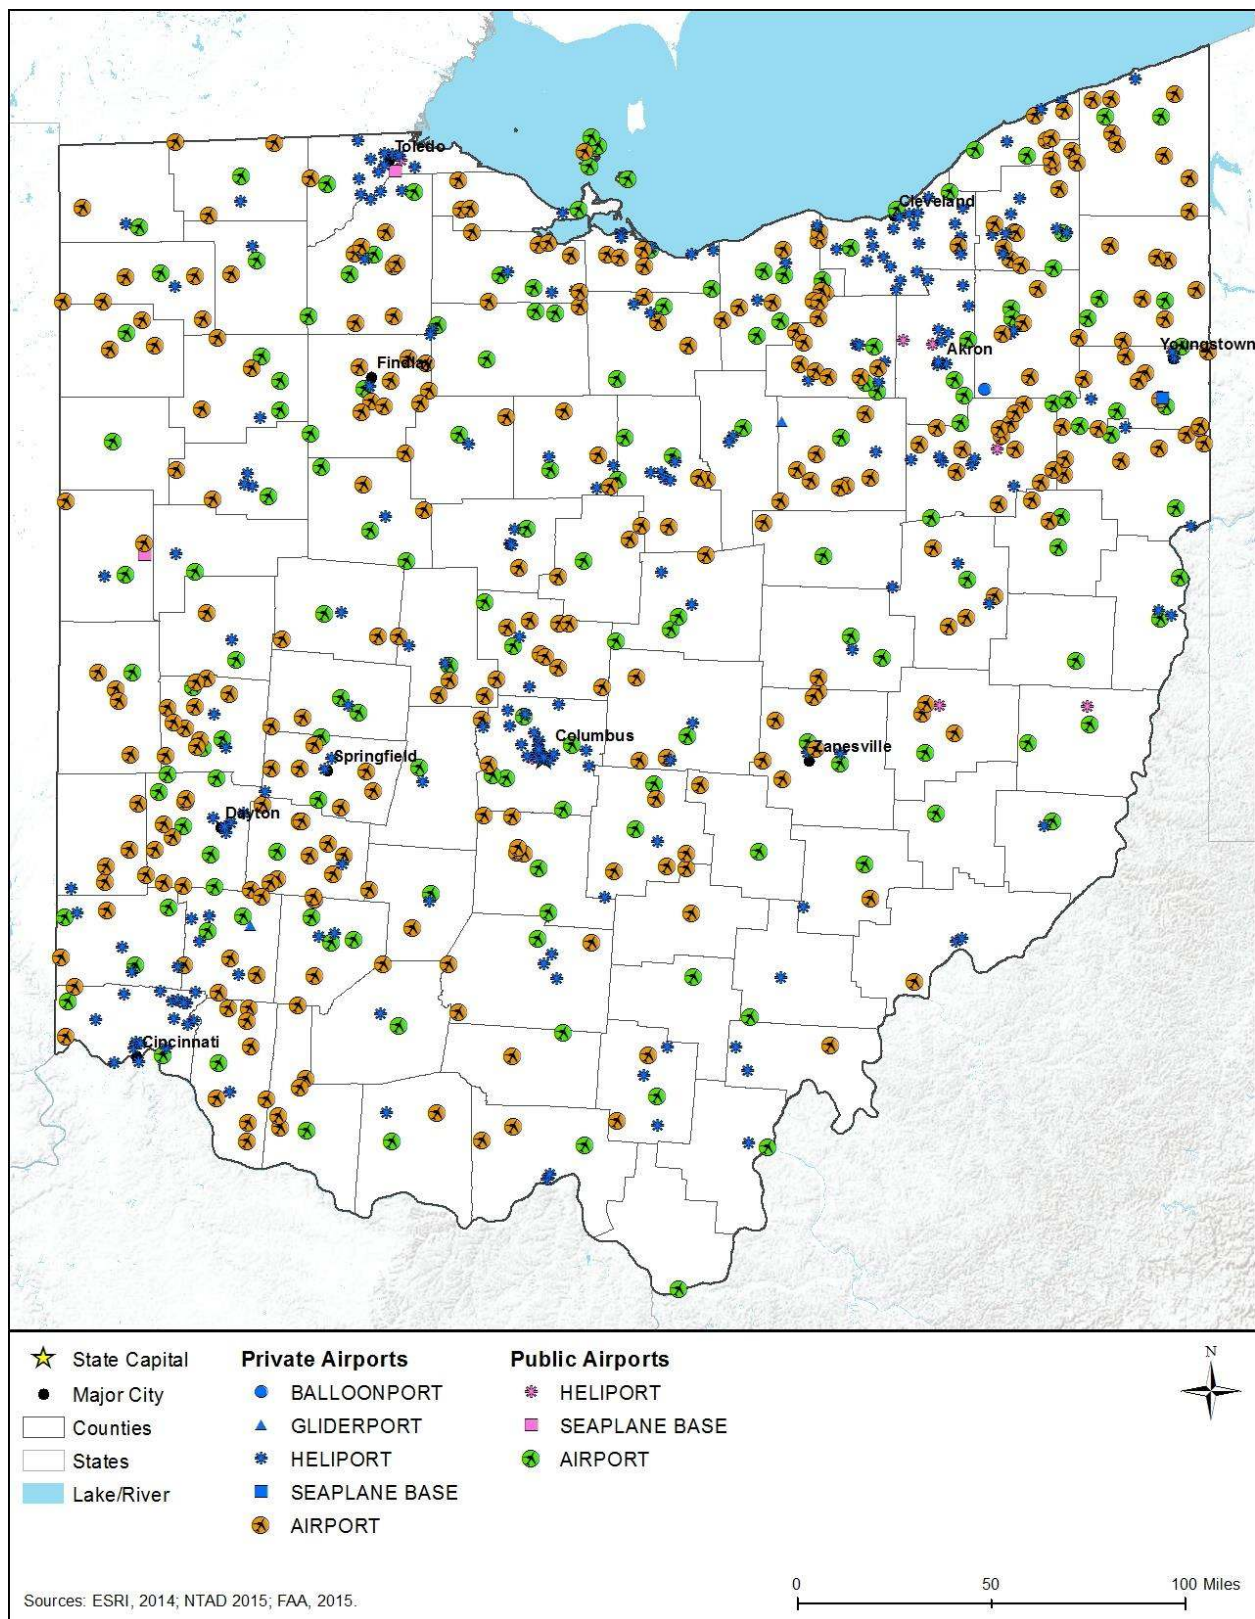 Toledo
Cleveland
Akron
Youngstown
Findlay
Columbus
Zanesville
Springfield
Dayton
Cincinnati
State Capital
Major City
Counties
States
Lake/River
Private Airports
BALLOONPORT
GLIDERPORT
HELIPORT
SEAPLANE BASE
AIRPORT
Public Airports
HELIPORT
SEAPLANE BASE
AIRPORT
N
0 50 100 Miles
Sources: ESRI, 2014; NTAD 2015; FAA, 2015.